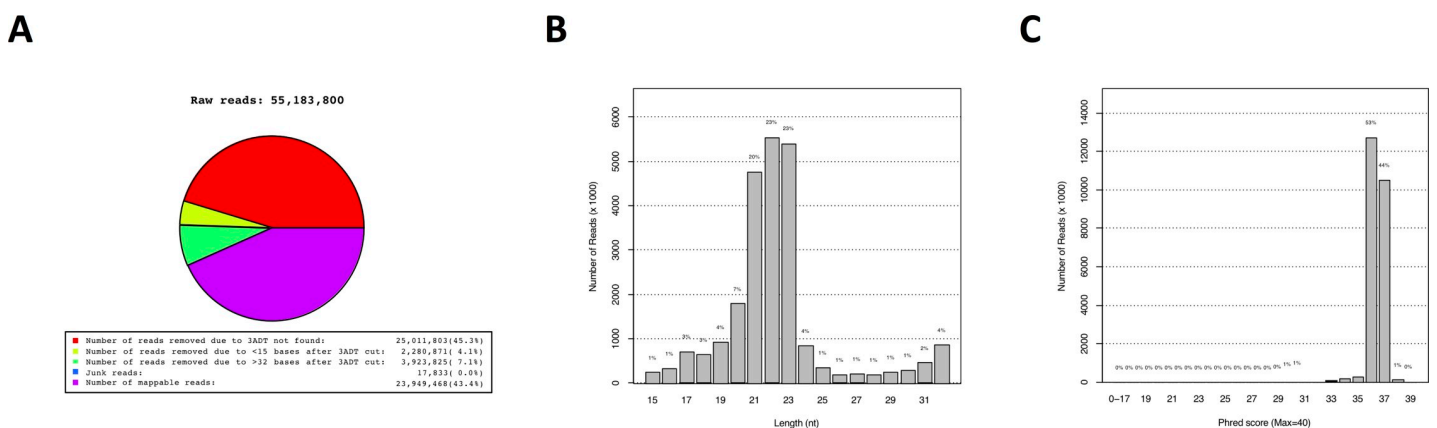 A
B
C
Raw reads: 55,183,800
Number of reads removed due to 3ADT not found: 25,011,803(45.3%)
Number of reads removed due to <15 bases after 3ADT cut: 2,280,871( 4.1%)
Number of reads removed due to >32 bases after 3ADT cut: 3,923,825( 7.1%)
Junk reads: 17,833( 0.0%)
Number of mappable reads: 23,949,468(43.4%)
Number of Reads (x 1000)
6000
5000
4000
3000
2000
1000
0
1% 1% 3% 3% 4% 7% 20% 23% 23% 4% 1% 1% 1% 1% 1% 1% 2% 4%
15 17 19 21 23 25 27 29 31
Length (nt)
Number of Reads (x 1000)
14000
12000
10000
8000
6000
4000
2000
0
0% 0% 0% 0% 0% 0% 0% 0% 0% 0% 0% 0% 0% 1% 1% 53% 44% 1% 0%
0–17 19 21 23 25 27 29 31 33 35 37 39
Phred score (Max=40)